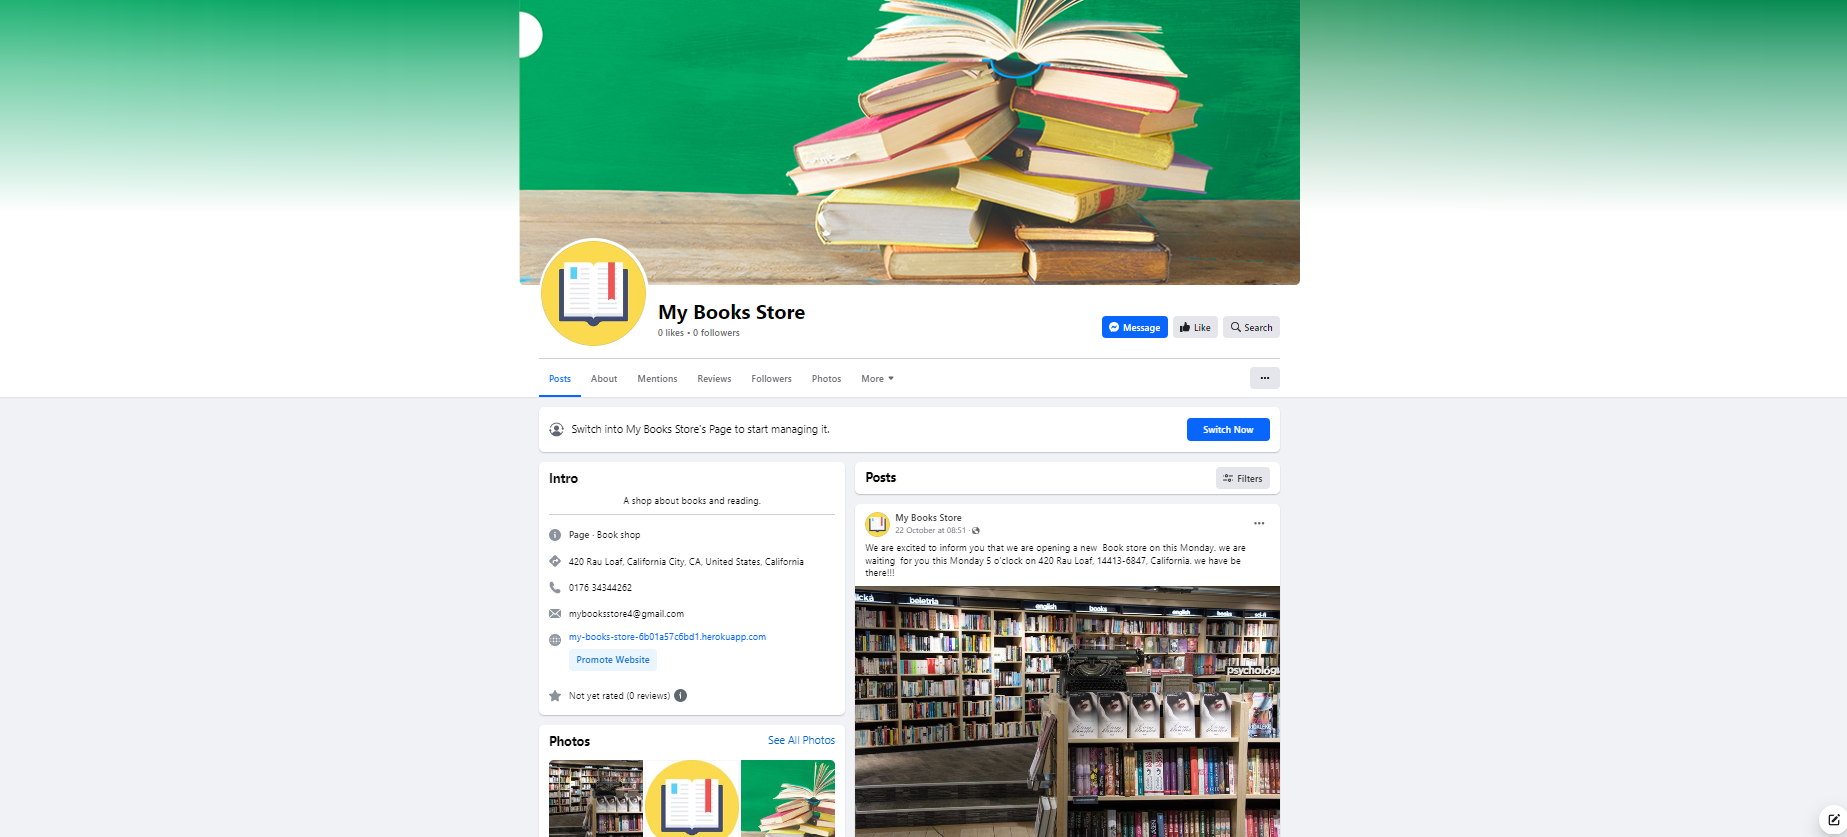 My Books Store
0 likes • 0 followers
Message
Like
Search
Posts
About
Mentions
Reviews
Followers
Photos
More
Switch into My Books Store's Page to start managing it.
Switch Now
Intro
A shop about books and reading.
Page · Book shop
420 Rau Loaf, California City, CA, United States, California
0176 34344262
mybooksstore4@gmail.com
my-books-store-6b01a57c6bd1.herokuapp.com
Promote Website
Not yet rated (0 reviews)
Photos
See All Photos
Posts
Filters
My Books Store
22 October at 08:51
We are excited to inform you that we are opening a new  Book store on this Monday. we are
waiting  for you this Monday 5 o'clock on 420 Rau Loaf, 14413-6847, California. we have be
there!!!
beletria
english
books
english
books
sci-fi
psychology